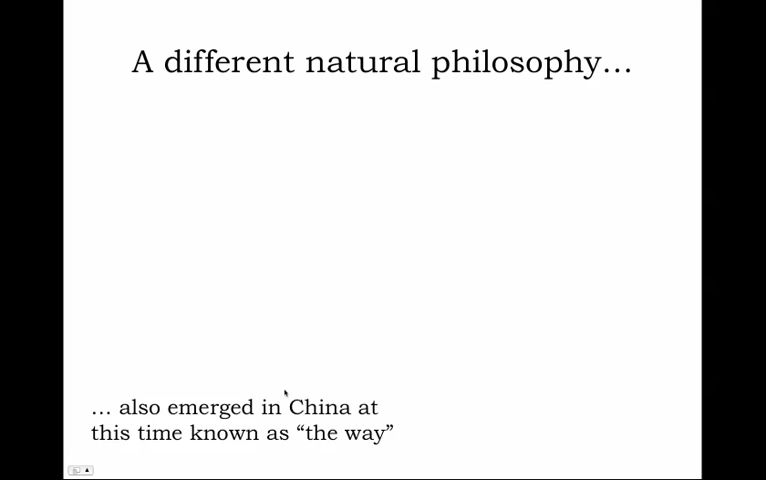 A different natural philosophy…
… also emerged in China at
this time known as “the way”